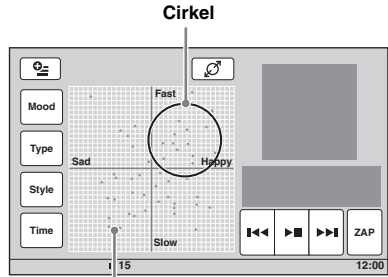 Cirkel
Fast
Mood
Type
Sad Happy
Style
Time
Slow
ZAP
15 12:00